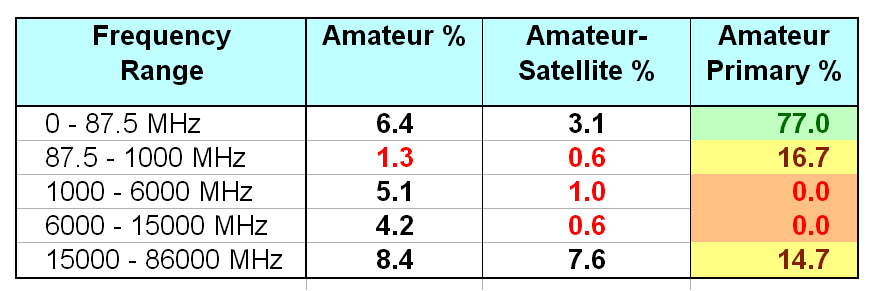 Frequency Range Amateur % Amateur-Satellite % Amateur Primary %
0 - 87.5 MHz 6.4 3.1 77.0
87.5 - 1000 MHz 1.3 0.6 16.7
1000 - 6000 MHz 5.1 1.0 0.0
6000 - 15000 MHz 4.2 0.6 0.0
15000 - 86000 MHz 8.4 7.6 14.7